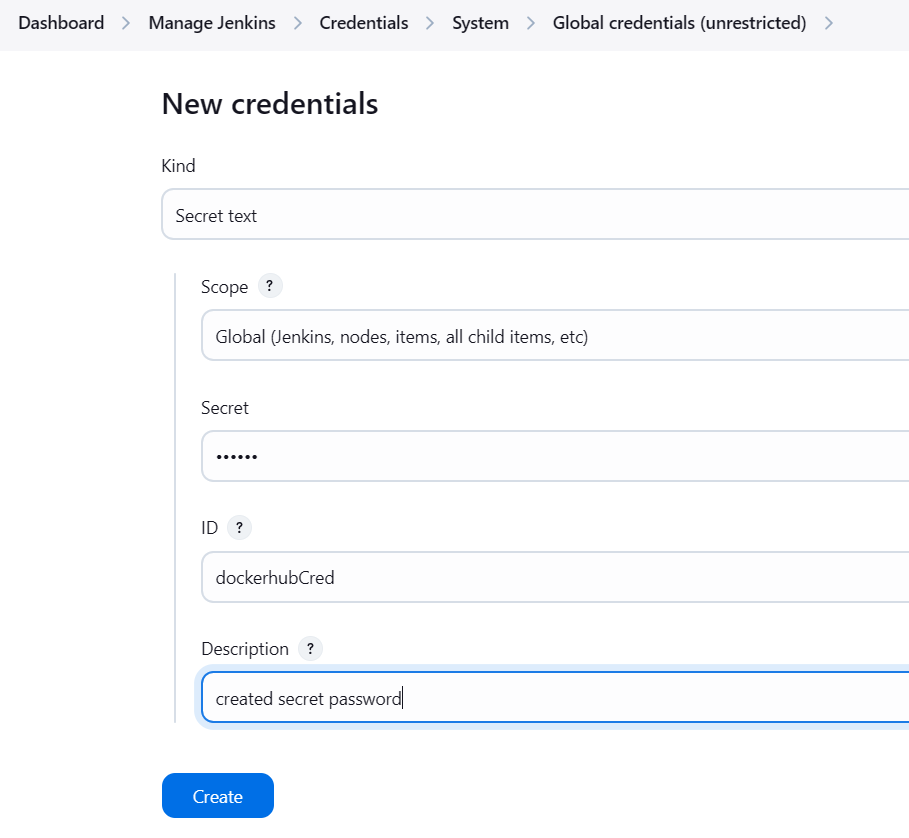 Dashboard > Manage Jenkins > Credentials > System > Global credentials (unrestricted) >
New credentials
Kind
Secret text
Scope ?
Global (Jenkins, nodes, items, all child items, etc)
Secret
••••••
ID ?
dockerhubCred
Description ?
created secret password
Create